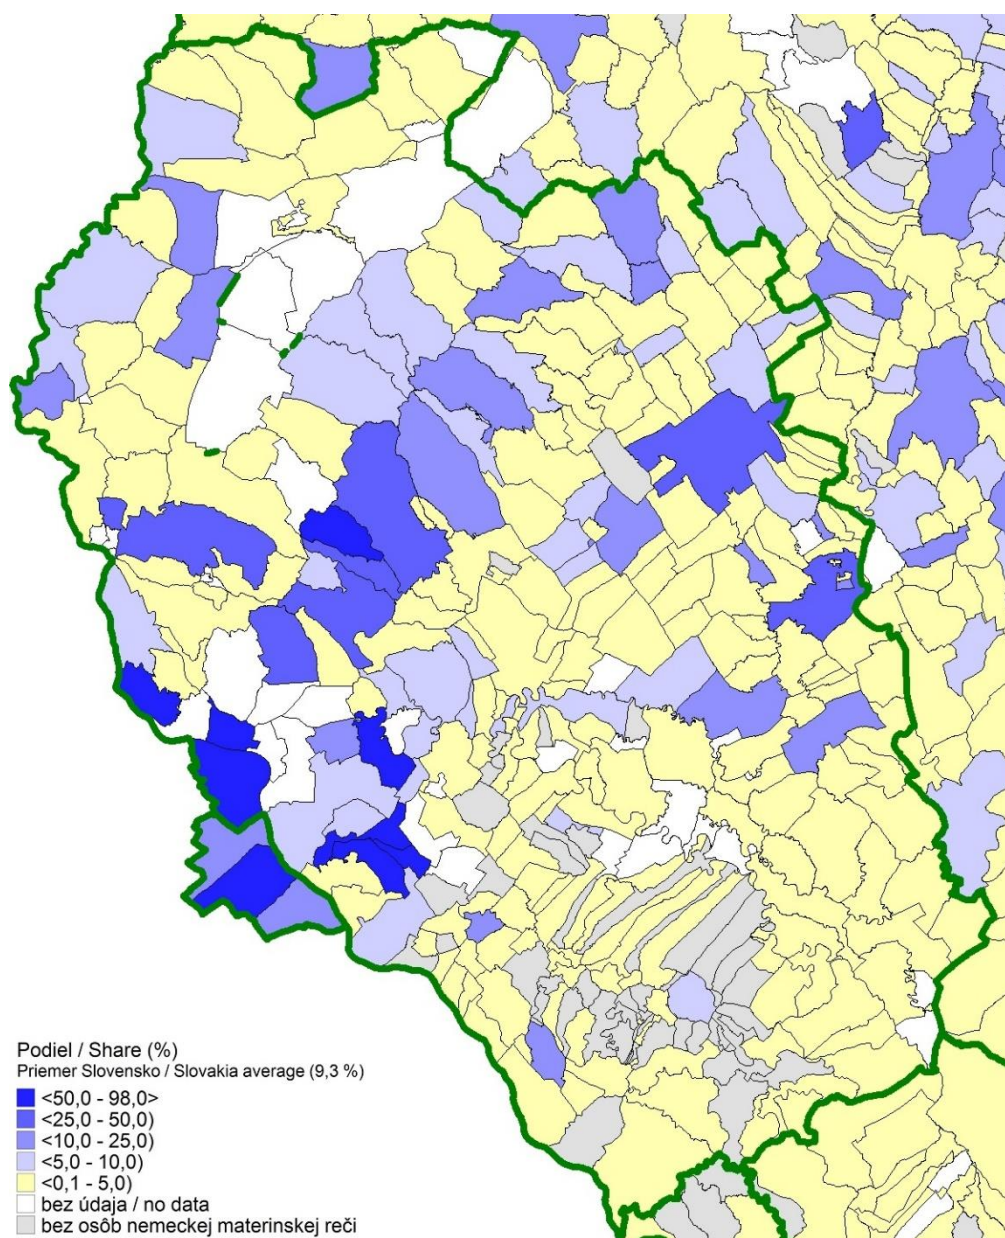 Podiel / Share (%)
Priemer Slovensko / Slovakia average (9,3 %)
<50,0 - 98,0>
<25,0 - 50,0)
<10,0 - 25,0)
<5,0 - 10,0)
<0,1 - 5,0)
bez údaja / no data
bez osôb nemeckej materinskej reči